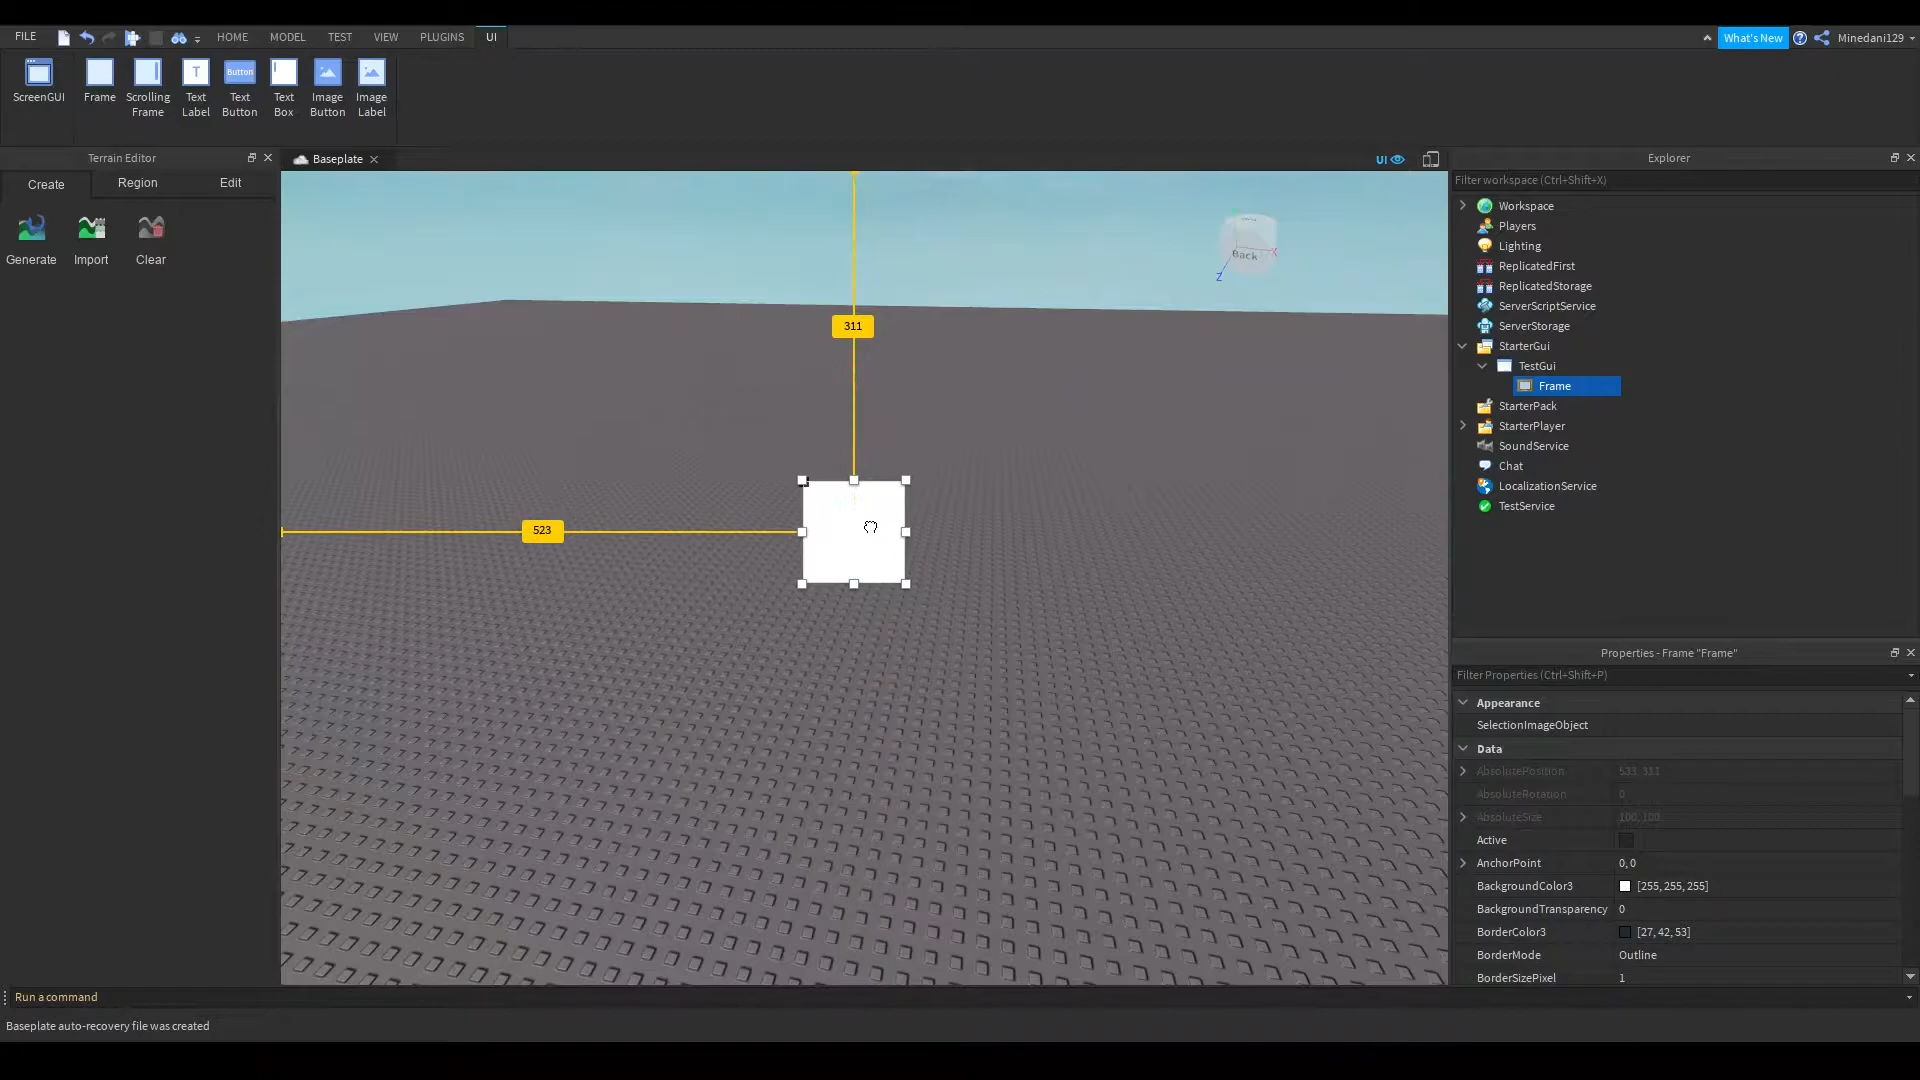 FILE HOME MODEL TEST VIEW PLUGINS UI What's New Minedani129
ScreenGUI Frame Scrolling Frame Text Label Text Button Text Box Image Button Image Label
Button
T
Terrain Editor
Create Region Edit
Generate Import Clear
Baseplate
UI
311
523
Back
X
Z
Explorer
Filter workspace (Ctrl+Shift+X)
Workspace
Players
Lighting
ReplicatedFirst
ReplicatedStorage
ServerScriptService
ServerStorage
StarterGui
TestGui
Frame
StarterPack
StarterPlayer
SoundService
Chat
LocalizationService
TestService
Properties - Frame "Frame"
Filter Properties (Ctrl+Shift+P)
Appearance
SelectionImageObject
Data
AbsolutePosition 533, 311
AbsoluteRotation 0
AbsoluteSize 100, 100
Active
AnchorPoint 0, 0
BackgroundColor3 [255, 255, 255]
BackgroundTransparency 0
BorderColor3 [27, 42, 53]
BorderMode Outline
BorderSizePixel 1
Run a command
Baseplate auto-recovery file was created